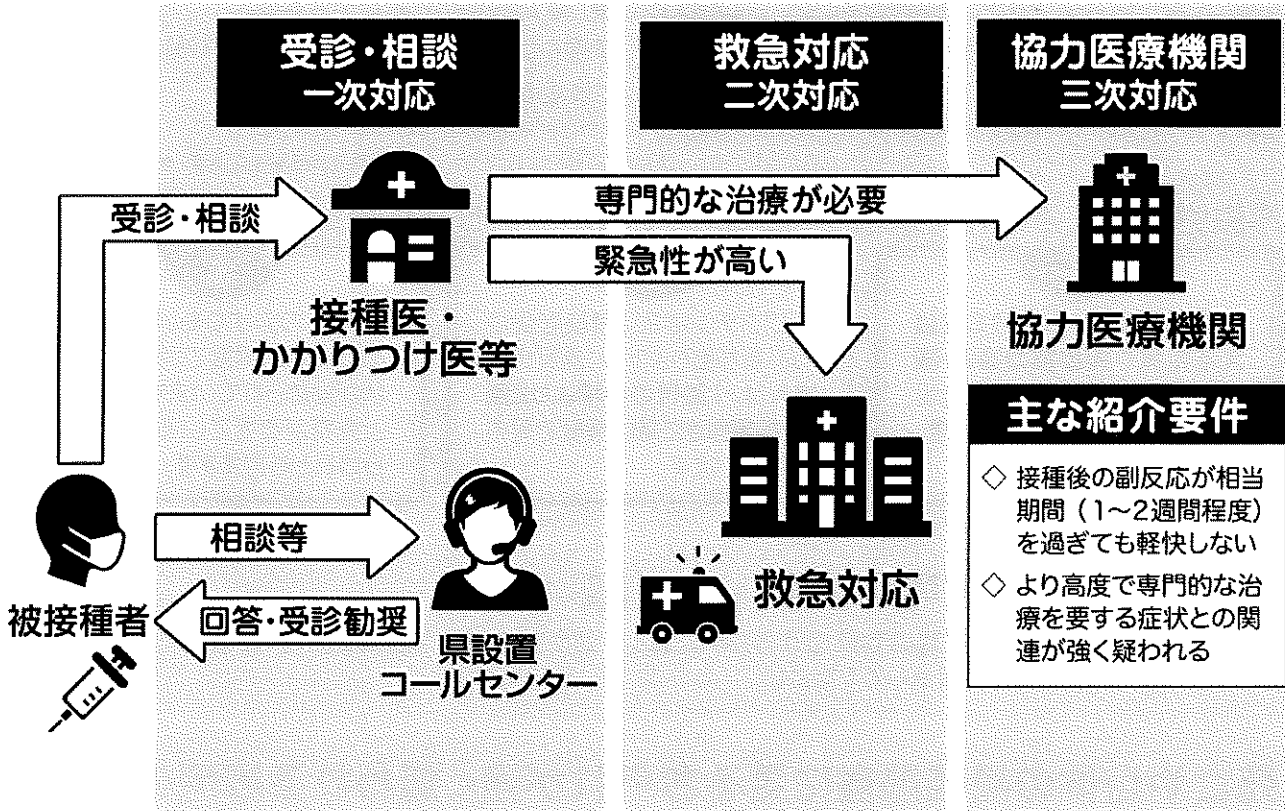 受診・相談
一次対応
救急対応
二次対応
協力医療機関
三次対応
受診・相談
接種医・
かかりつけ医等
専門的な治療が必要
緊急性が高い
協力医療機関
救急対応
被接種者
相談等
回答・受診勧奨
県設置
コールセンター
主な紹介要件
◇ 接種後の副反応が相当
期間(1~2週間程度)
を過ぎても軽快しない
◇ より高度で専門的な治
療を要する症状との関
連が強く疑われる